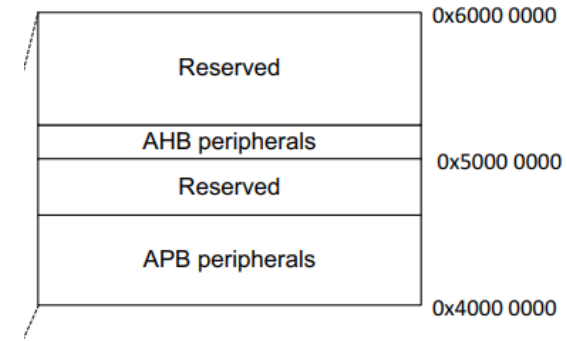 0x6000 0000
Reserved
AHB peripherals
0x5000 0000
Reserved
APB peripherals
0x4000 0000